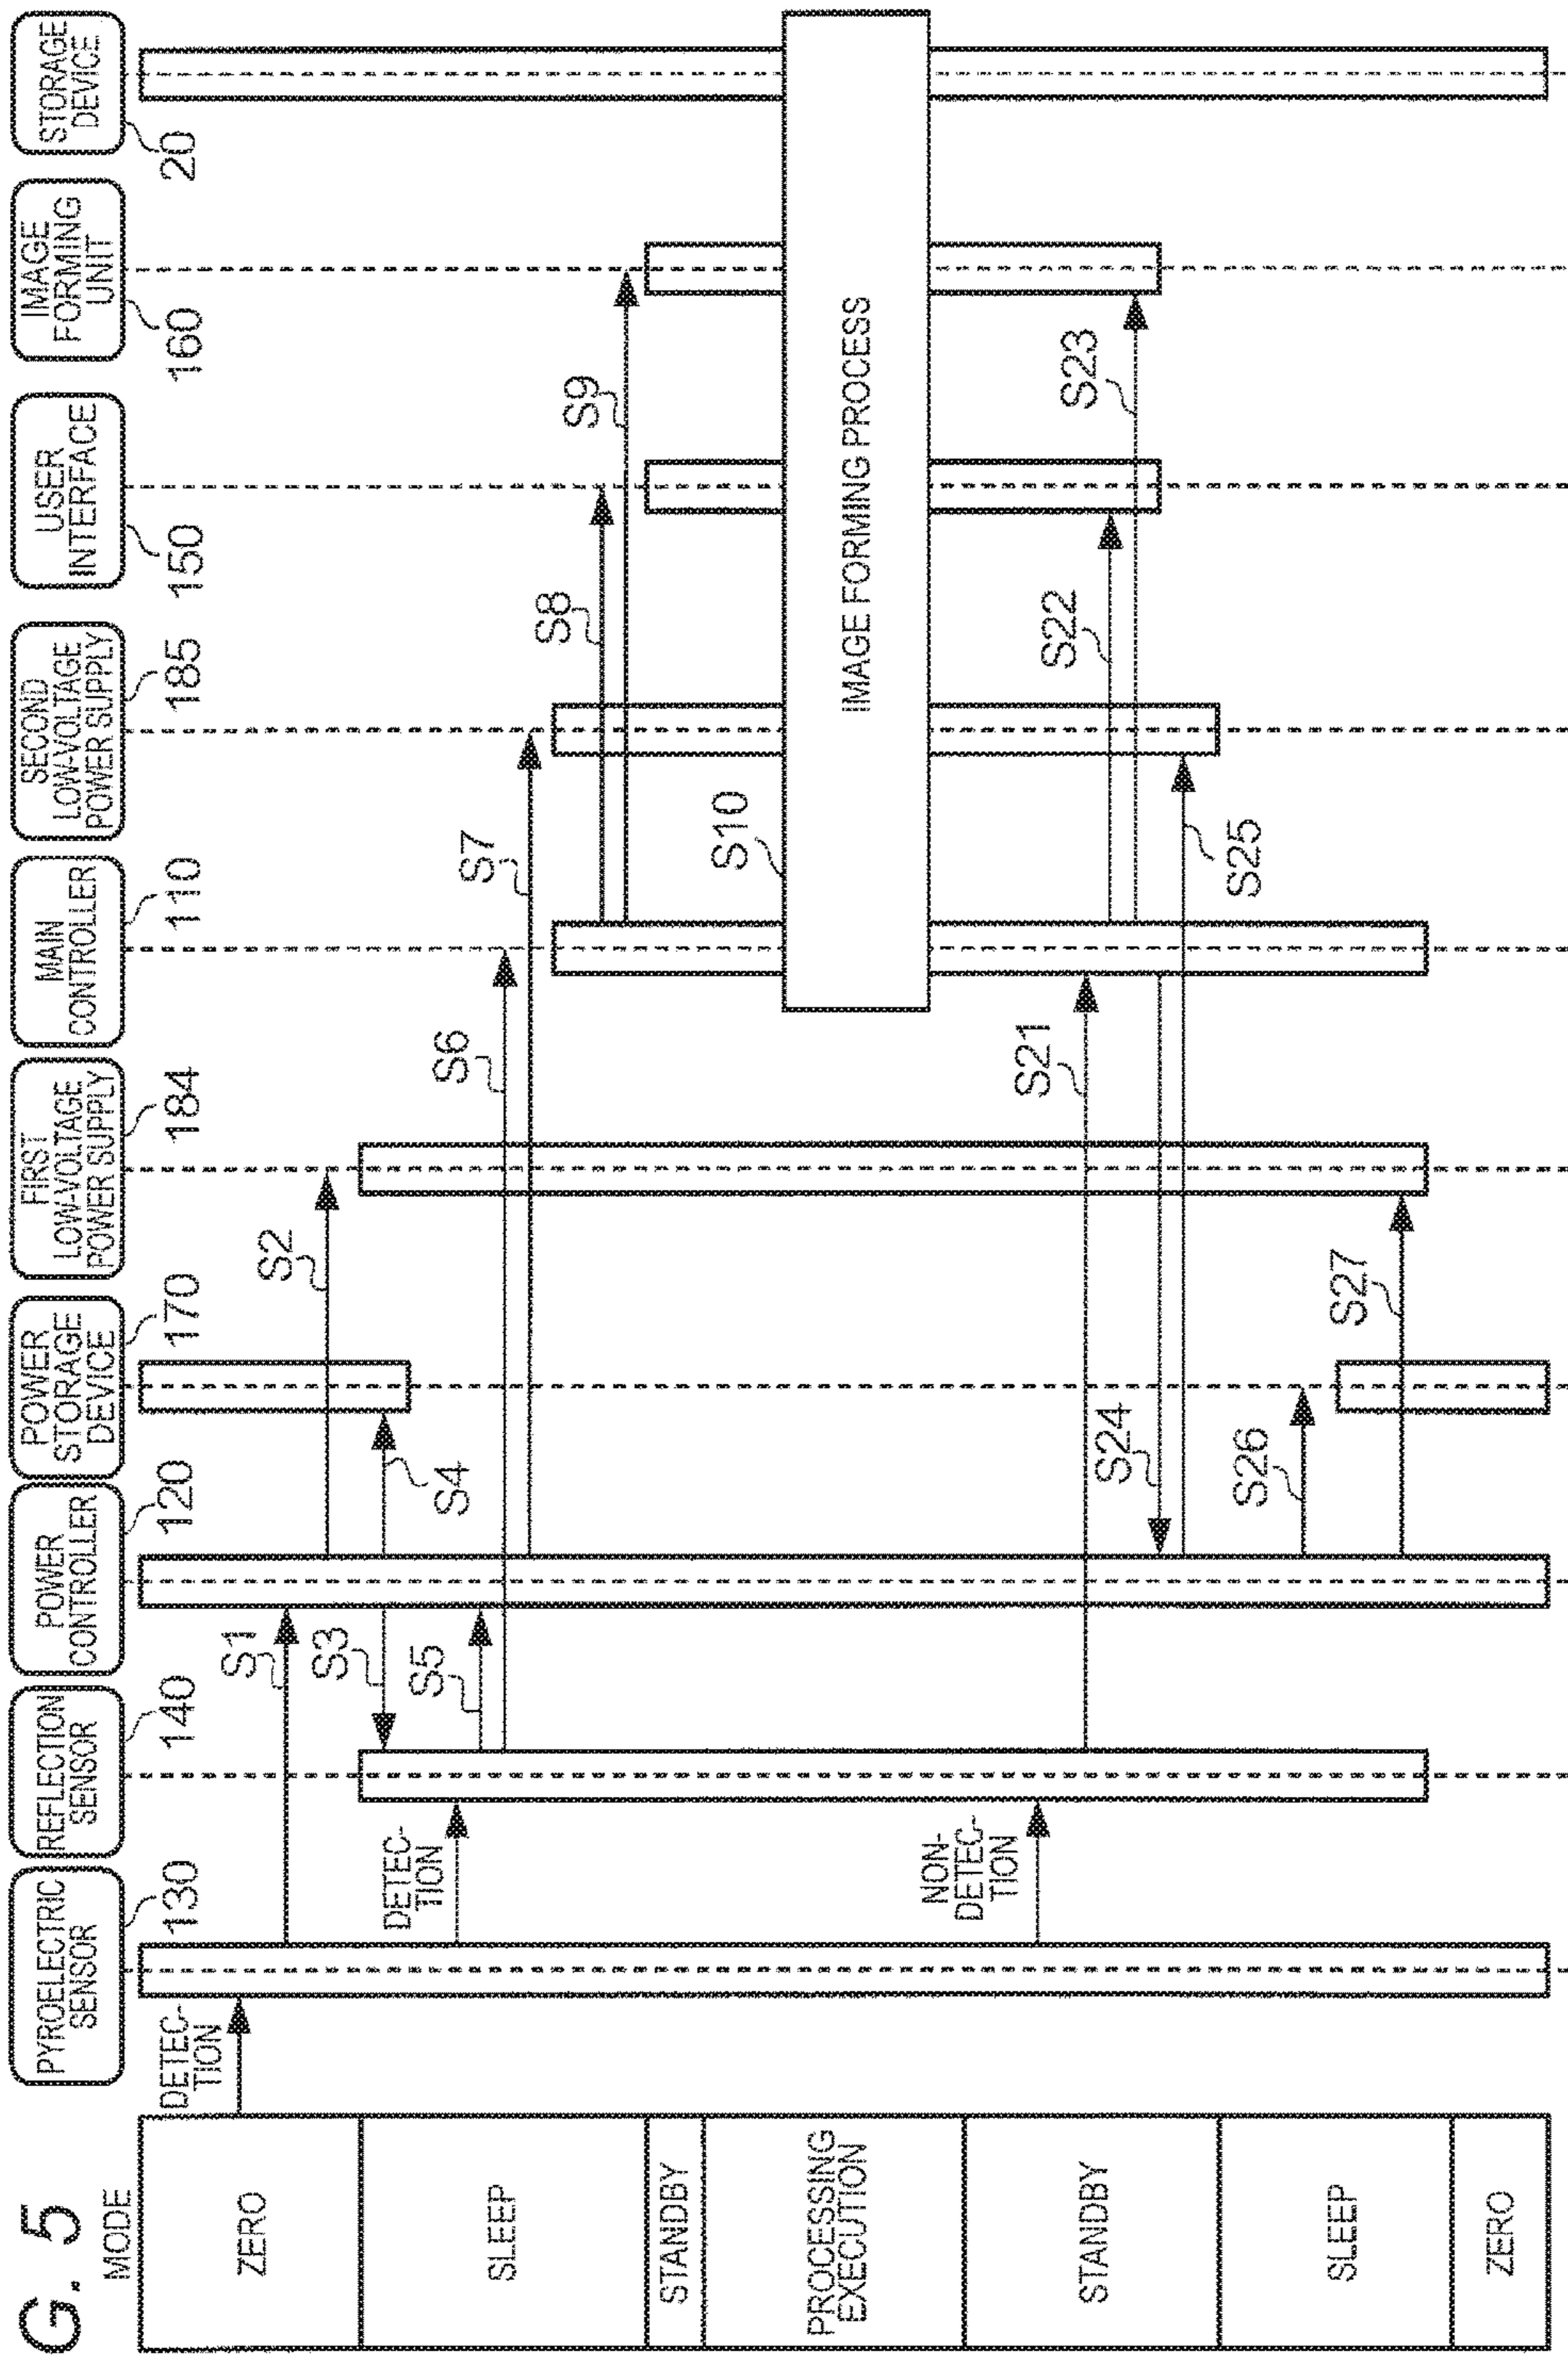 G. 5
MODE
PYROELECTRIC
SENSOR
130
REFLECTION
SENSOR
140
POWER
CONTROLLER
120
POWER
STORAGE
DEVICE
170
FIRST
LOW-VOLTAGE
POWER SUPPLY
184
MAIN
CONTROLLER
110
SECOND
LOW-VOLTAGE
POWER SUPPLY
185
USER
INTERFACE
150
IMAGE
FORMING
UNIT
160
STORAGE
DEVICE
20
ZERO
DETEC-
TION
S1
S2
SLEEP
S3
S4
DETEC-
TION
S5
S6
S7
S8
S9
STANDBY
PROCESSING
EXECUTION
S10
IMAGE FORMING PROCESS
STANDBY
NON-
DETEC-
TION
S21
S22
S23
S24
S25
SLEEP
S26
S27
ZERO